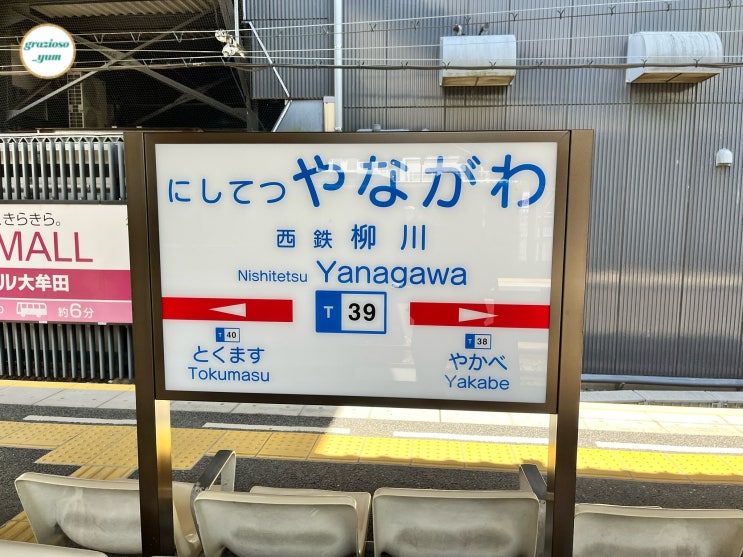 grazioso
_yum
にしてつ やながわ
西鉄 柳川
Nishitetsu Yanagawa
T 39
T 40
とくます
Tokumasu
T 38
やかべ
Yakabe
きらきら。
MALL
ル大牟田
約6分